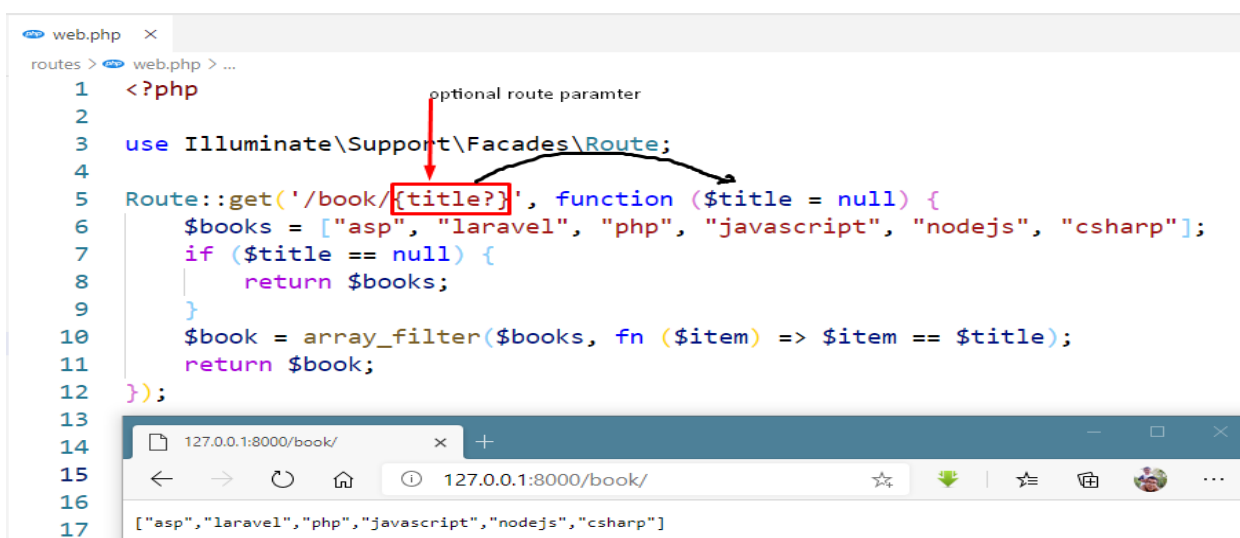 web.php
routes > web.php > ...
1 <?php
optional route paramter
2
3 use Illuminate\Support\Facades\Route;
4
5 Route::get('/book/{title?}', function ($title = null) {
6 $books = ["asp", "laravel", "php", "javascript", "nodejs", "csharp"];
7 if ($title == null) {
8 return $books;
9 }
10 $book = array_filter($books, fn ($item) => $item == $title);
11 return $book;
12 });
13
14
15
16
17
127.0.0.1:8000/book/
127.0.0.1:8000/book/
["asp","laravel","php","javascript","nodejs","csharp"]